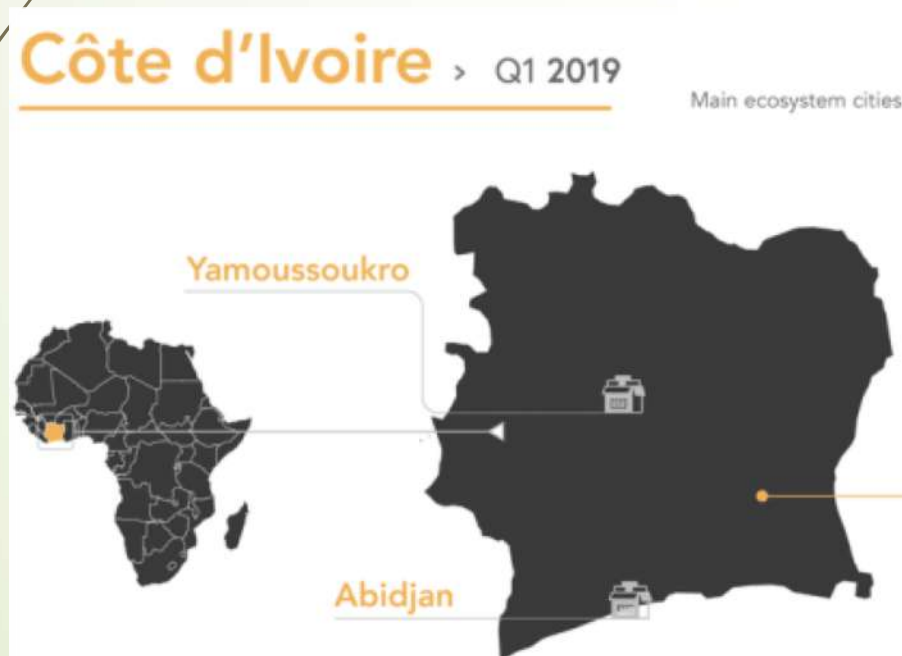 Côte d'Ivoire > Q1 2019
Main ecosystem cities
Yamoussoukro
Abidjan